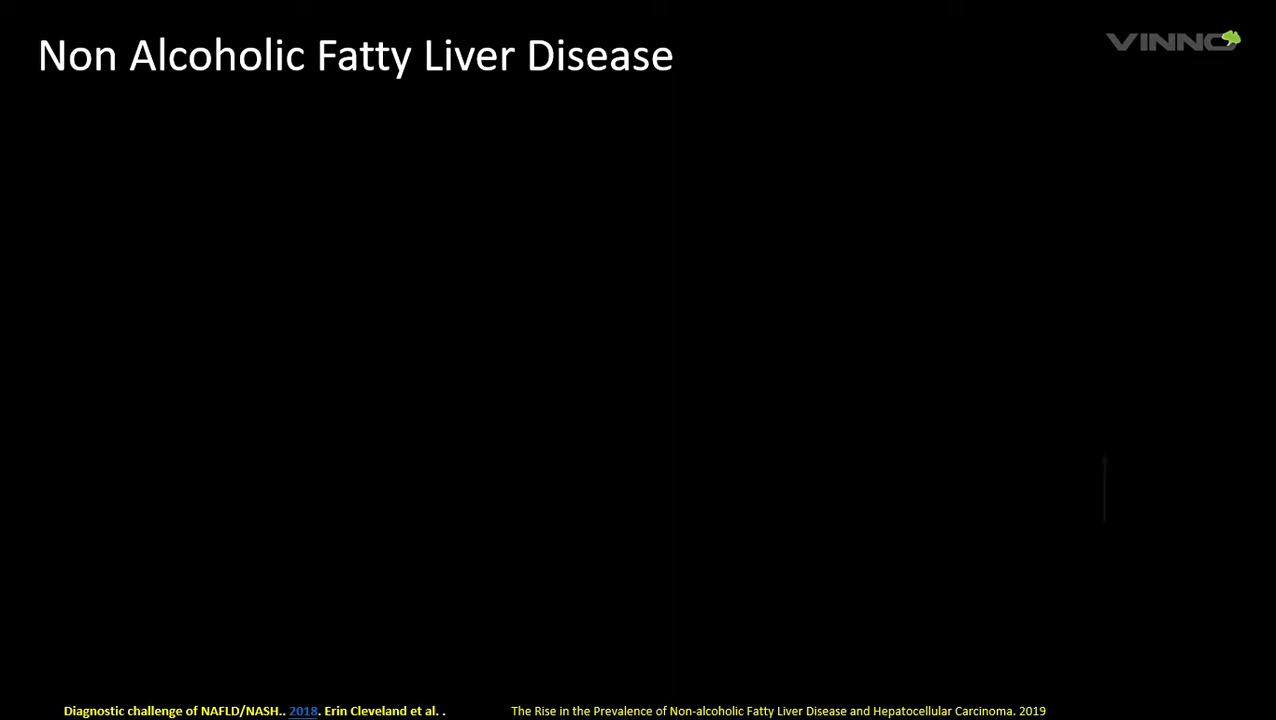 Non Alcoholic Fatty Liver Disease
VINNO
Diagnostic challenge of NAFLD/NASH.. 2018. Erin Cleveland et al. .
The Rise in the Prevalence of Non-alcoholic Fatty Liver Disease and Hepatocellular Carcinoma. 2019